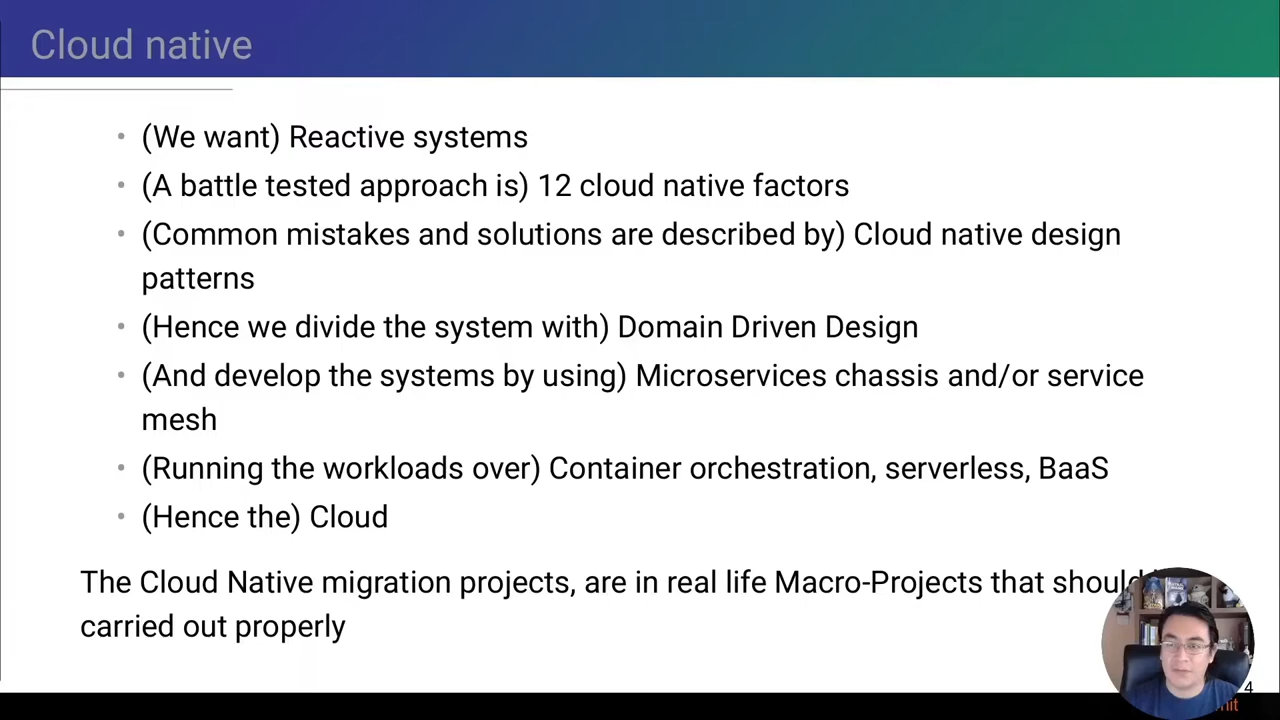 Cloud native
• (We want) Reactive systems
• (A battle tested approach is) 12 cloud native factors
• (Common mistakes and solutions are described by) Cloud native design
patterns
• (Hence we divide the system with) Domain Driven Design
• (And develop the systems by using) Microservices chassis and/or service
mesh
• (Running the workloads over) Container orchestration, serverless, BaaS
• (Hence the) Cloud
The Cloud Native migration projects, are in real life Macro-Projects that should
carried out properly
4